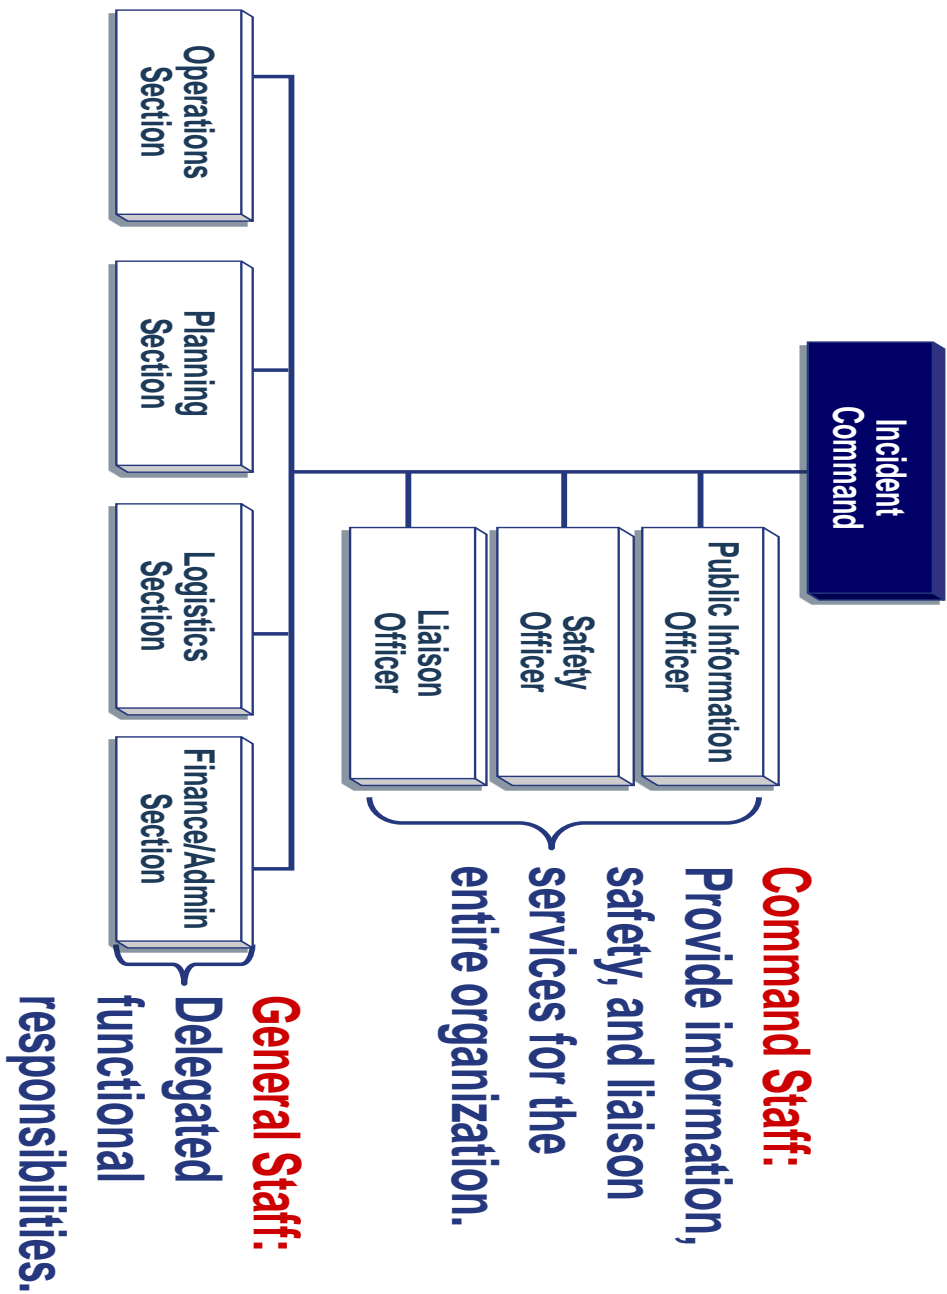 Incident
Command
Public Information
Officer
Safety
Officer
Liaison
Officer
Command Staff:
Provide information,
safety, and liaison
services for the
entire organization.
Operations
Section
Planning
Section
Logistics
Section
Finance/Admin
Section
General Staff:
Delegated
functional
responsibilities.